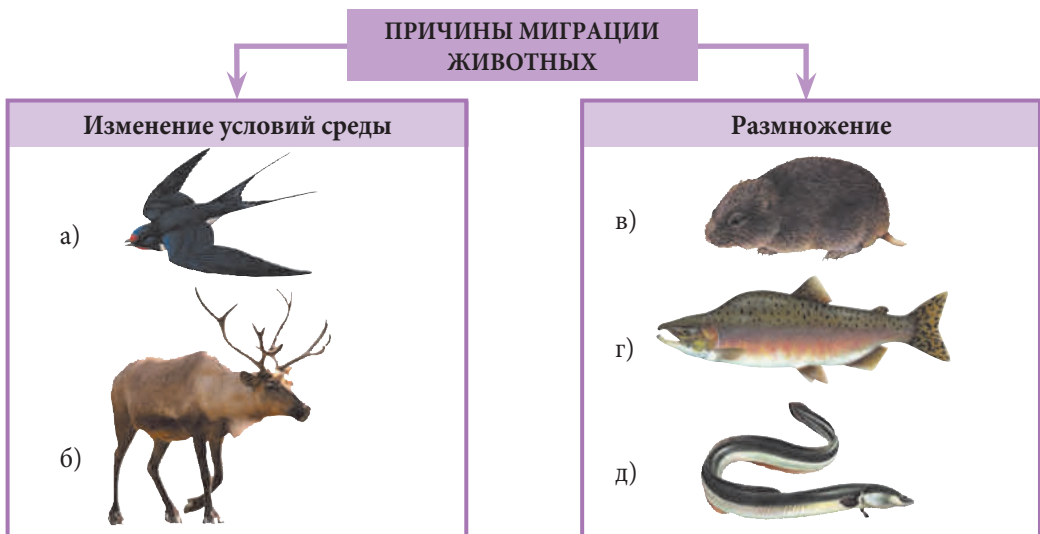 ПРИЧИНЫ МИГРАЦИИ
ЖИВОТНЫХ
Изменение условий среды
а)
б)
Размножение
в)
г)
д)